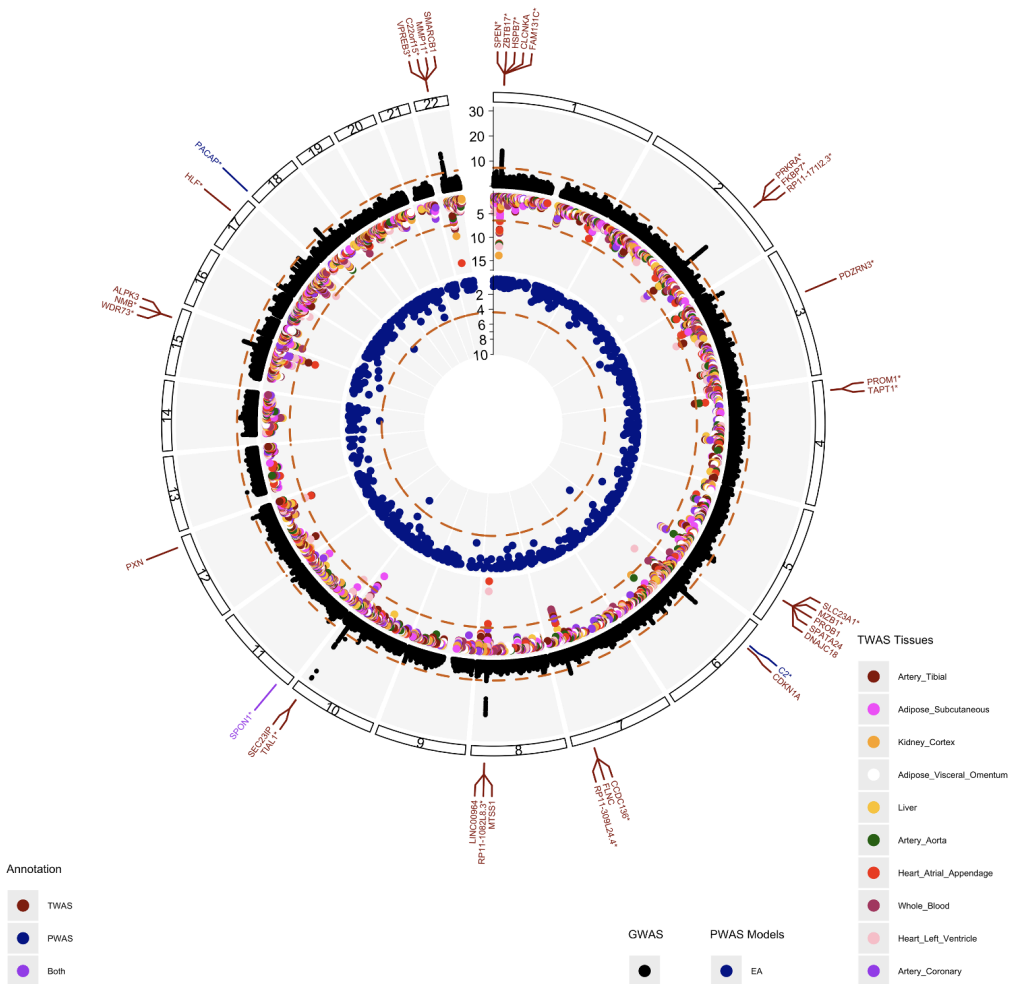 SMARCB1
MMP11*
C22orf15*
VPREB3*
SPEN*
ZBTB17*
HSPB7*
CLCNKA
FAM131C*
22
21
20
19
18
17
16
15
14
13
12
11
10
9
8
7
6
5
4
3
2
1
30
20
10
5
10
15
2
4
6
8
10
PACAP*
HLF*
PRKRA*
FKBP7*
RP11-171I2.3*
PDZRN3*
ALPK3
NMB*
WDR73*
PROM1*
TAPT1*
PXN
SLC23A1*
MZB1*
PROB1
SPATA24
DNAJC18
C2*
CDKN1A
SPON1*
SEC23IP
TIAL1*
LINC00964
RP11-1082L8.3*
MTSS1
CCDC136*
FLNC
RP11-309L24.4*
TWAS Tissues
Artery_Tibial
Adipose_Subcutaneous
Kidney_Cortex
Adipose_Visceral_Omentum
Liver
Artery_Aorta
Heart_Atrial_Appendage
Whole_Blood
Heart_Left_Ventricle
Artery_Coronary
Annotation
TWAS
PWAS
Both
GWAS
PWAS Models
EA